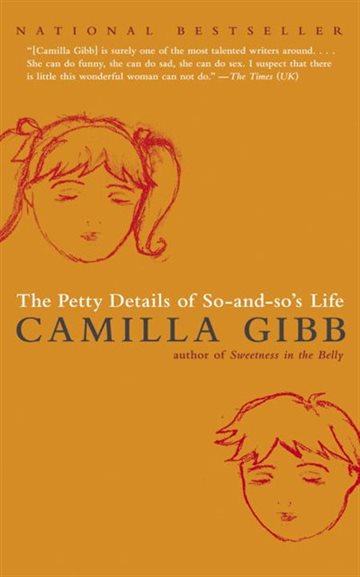 NATIONAL BESTSELLER
“[Camilla Gibb] is surely one of the most talented writers around. . . .
She can do funny, she can do sad, she can do sex. I suspect that there
is little this wonderful woman can not do.” —The Times (UK)
The Petty Details of So-and-so’s Life
CAMILLA GIBB
author of Sweetness in the Belly